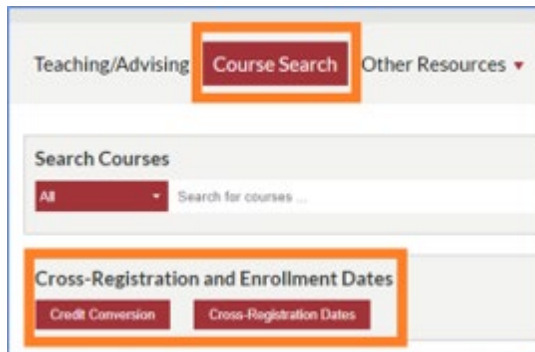 Teaching/Advising Course Search Other Resources
Search Courses
All Search for courses ...
Cross-Registration and Enrollment Dates
Credit Conversion Cross-Registration Dates